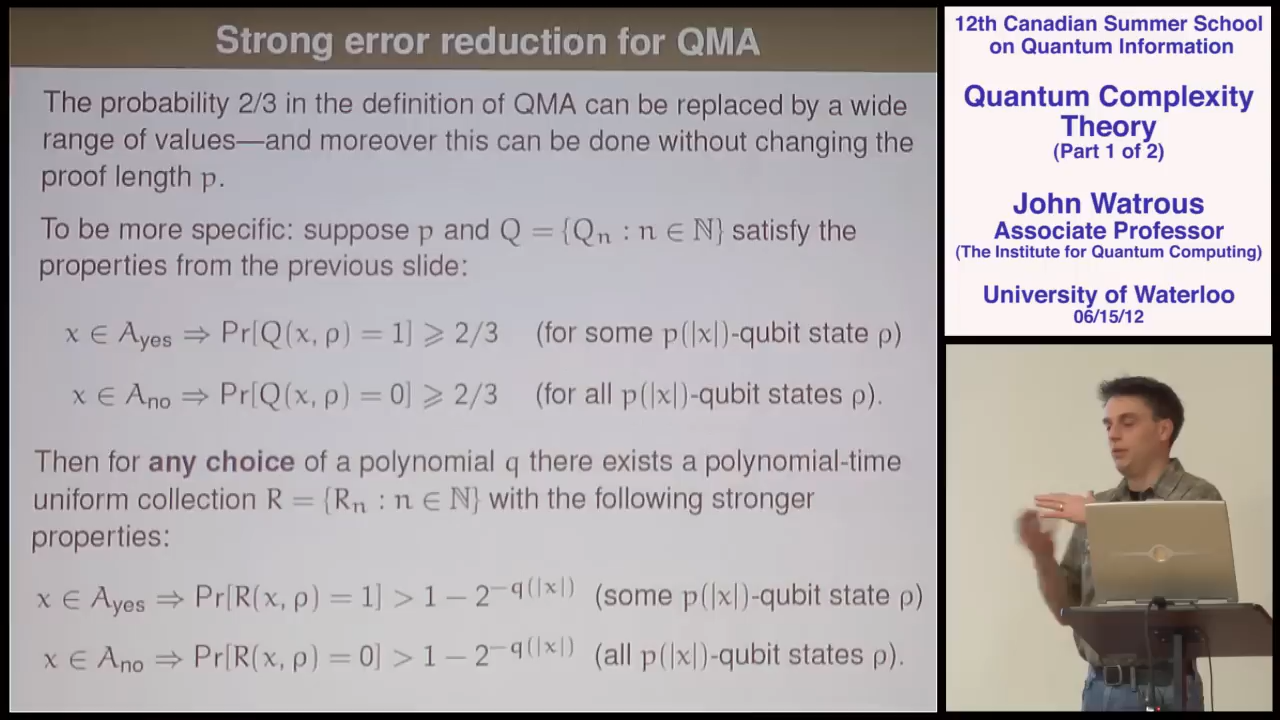 Strong error reduction for QMA
The probability 2/3 in the definition of QMA can be replaced by a wide
range of values—and moreover this can be done without changing the
proof length p.
To be more specific: suppose p and Q = {Qₙ : n ∈ ℕ} satisfy the
properties from the previous slide:
x ∈ A_yes ⇒ Pr[Q(x, ρ) = 1] ⩾ 2/3 (for some p(|x|)-qubit state ρ)
x ∈ A_no ⇒ Pr[Q(x, ρ) = 0] ⩾ 2/3 (for all p(|x|)-qubit states ρ).
Then for any choice of a polynomial q there exists a polynomial-time
uniform collection R = {Rₙ : n ∈ ℕ} with the following stronger
properties:
x ∈ A_yes ⇒ Pr[R(x, ρ) = 1] > 1 − 2^−q(|x|) (some p(|x|)-qubit state ρ)
x ∈ A_no ⇒ Pr[R(x, ρ) = 0] > 1 − 2^−q(|x|) (all p(|x|)-qubit states ρ).
12th Canadian Summer School
on Quantum Information
Quantum Complexity
Theory
(Part 1 of 2)
John Watrous
Associate Professor
(The Institute for Quantum Computing)
University of Waterloo
06/15/12